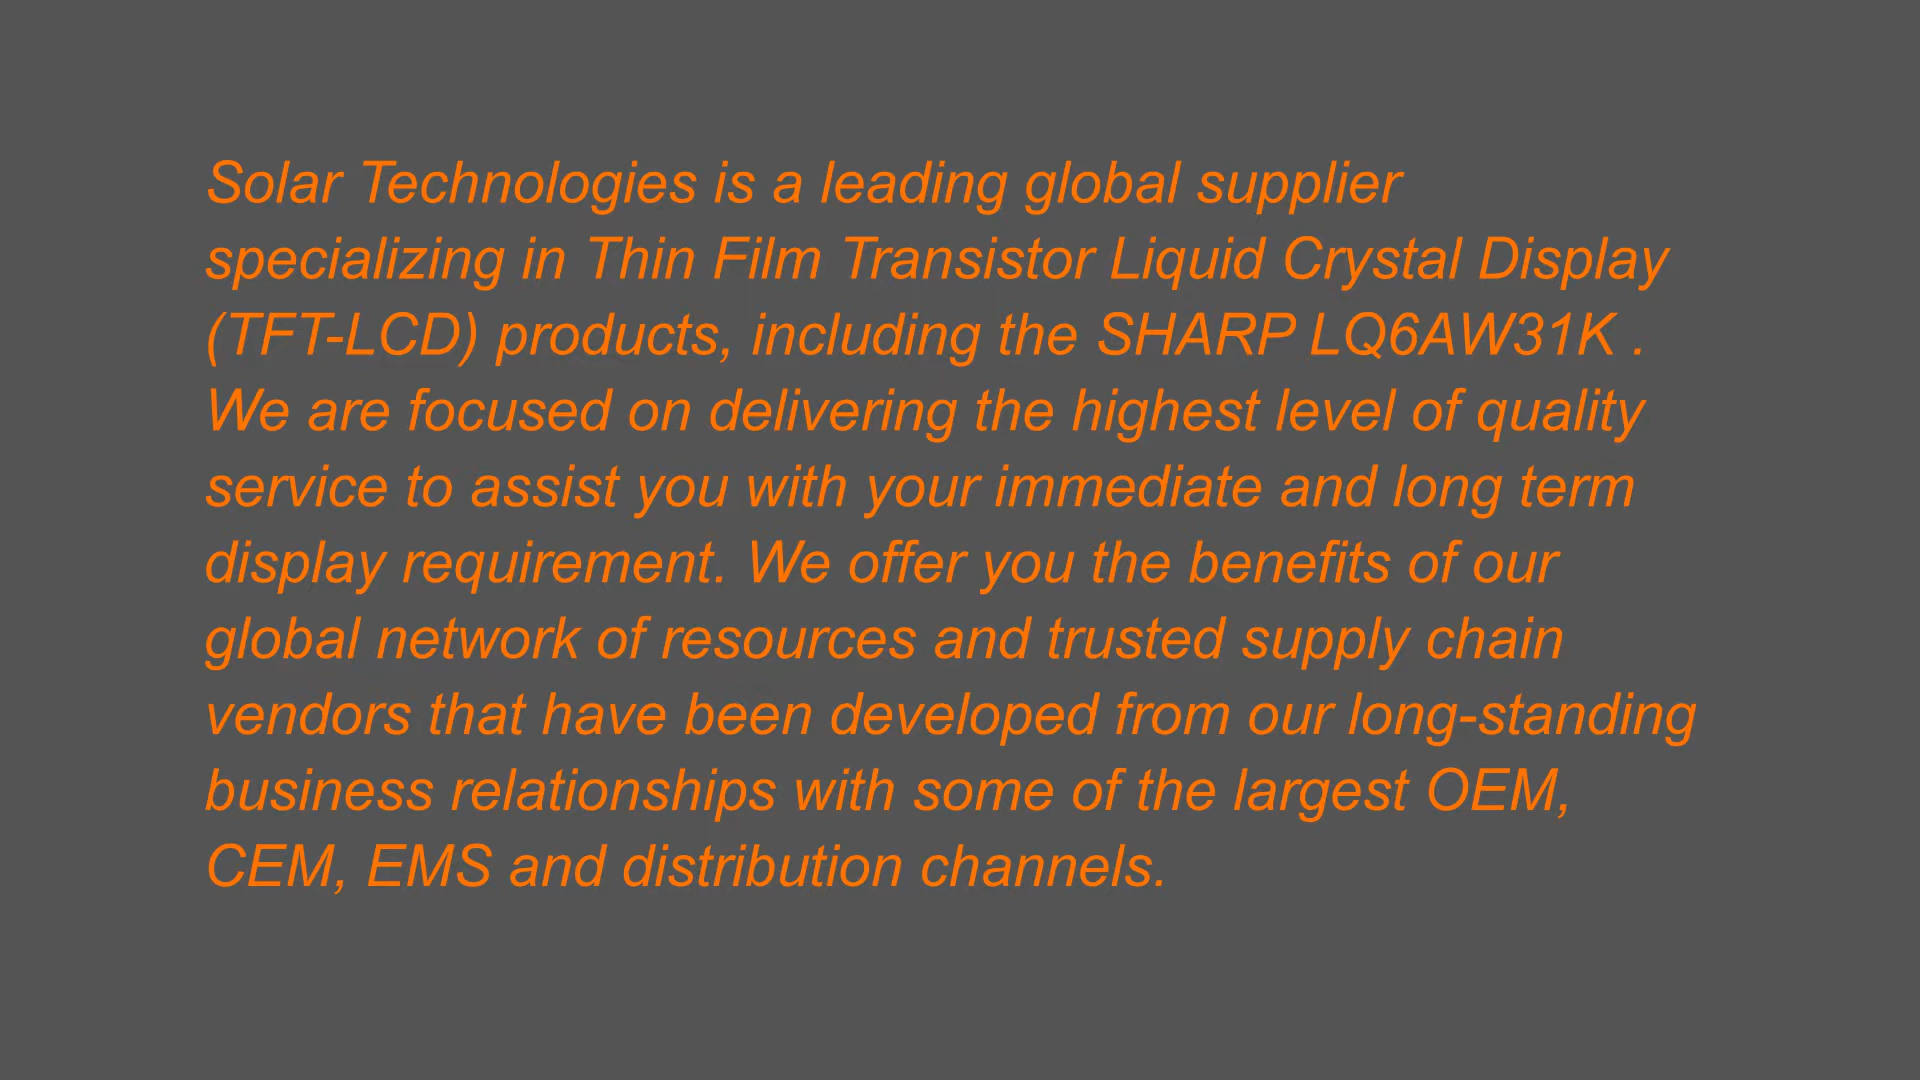 Solar Technologies is a leading global supplier
specializing in Thin Film Transistor Liquid Crystal Display
(TFT-LCD) products, including the SHARP LQ6AW31K .
We are focused on delivering the highest level of quality
service to assist you with your immediate and long term
display requirement. We offer you the benefits of our
global network of resources and trusted supply chain
vendors that have been developed from our long-standing
business relationships with some of the largest OEM,
CEM, EMS and distribution channels.